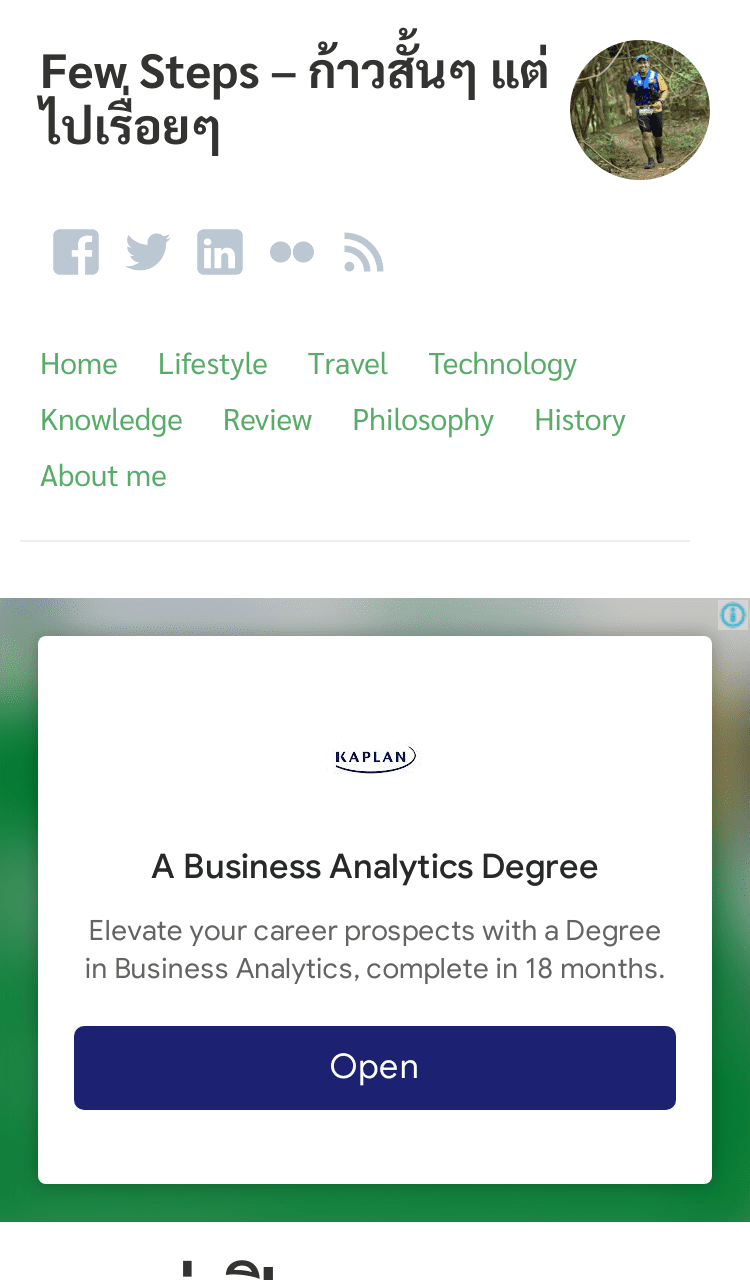 Few Steps – ก้าวสั้นๆ แต่
ไปเรื่อยๆ
Home Lifestyle Travel Technology
Knowledge Review Philosophy History
About me
KAPLAN
A Business Analytics Degree
Elevate your career prospects with a Degree
in Business Analytics, complete in 18 months.
Open